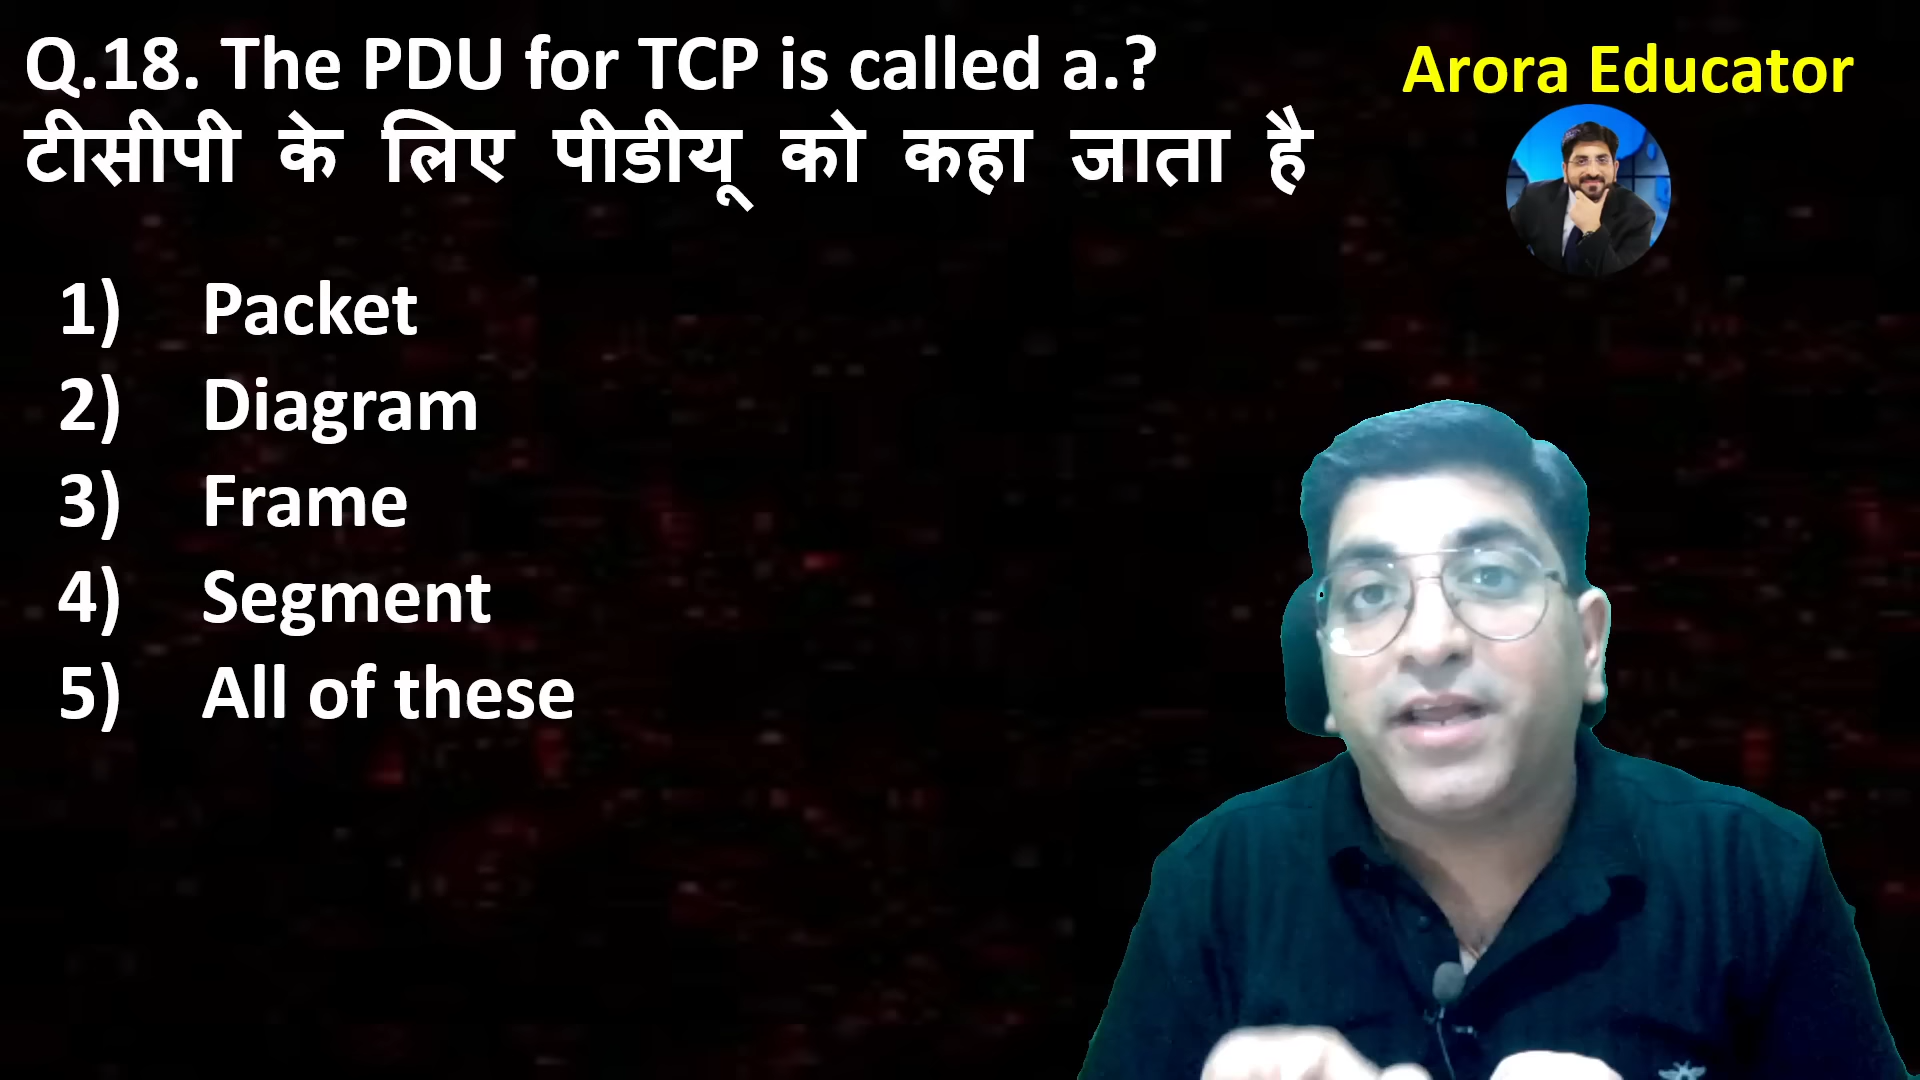 Q.18. The PDU for TCP is called a.?
Arora Educator
टीसीपी के लिए पीडीयू को कहा जाता है
1) Packet
2) Diagram
3) Frame
4) Segment
5) All of these